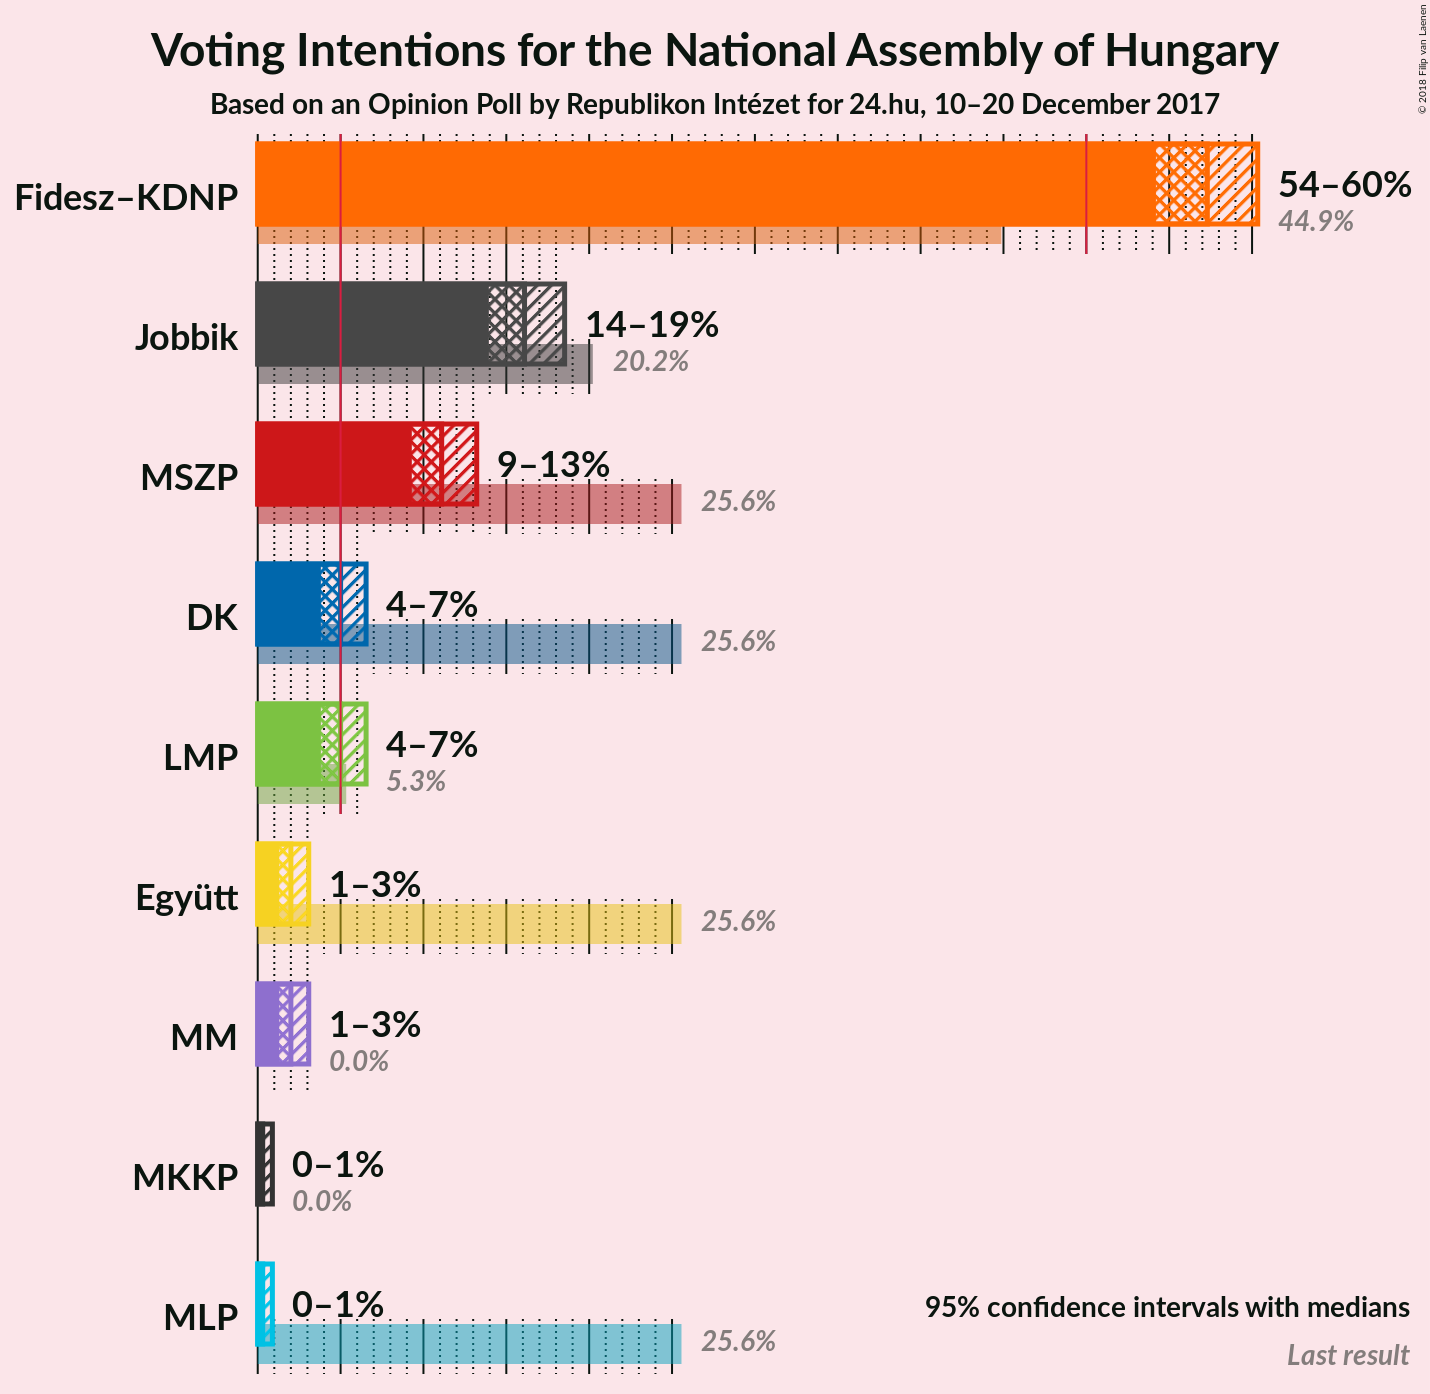 Voting Intentions for the National Assembly of Hungary
Based on an Opinion Poll by Republikon Intézet for 24.hu, 10–20 December 2017
© 2018 Filip van Laenen
Fidesz–KDNP
54–60%
44.9%
Jobbik
14–19%
20.2%
MSZP
9–13%
25.6%
DK
4–7%
25.6%
LMP
4–7%
5.3%
Együtt
1–3%
25.6%
MM
1–3%
0.0%
MKKP
0–1%
0.0%
MLP
0–1%
25.6%
95% confidence intervals with medians
Last result